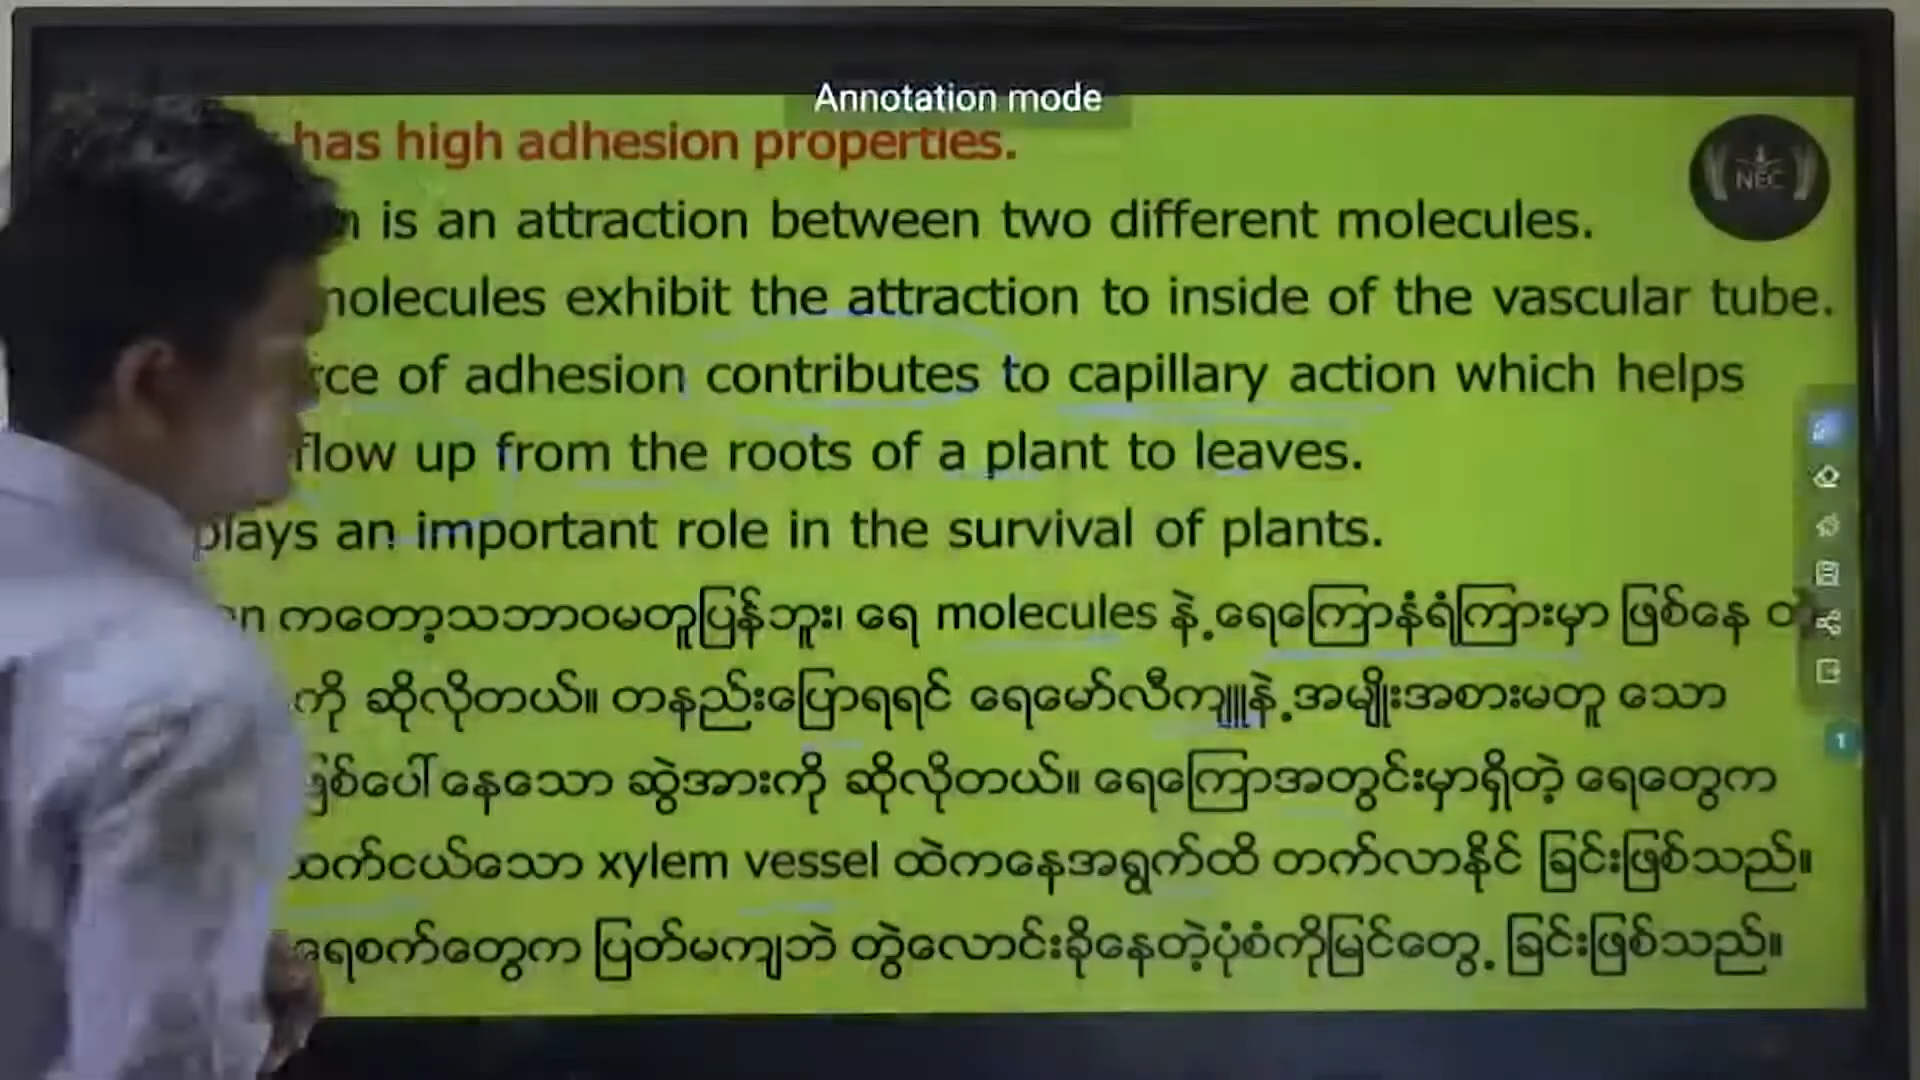 Annotation mode
has high adhesion properties.
NEC
is an attraction between two different molecules.
molecules exhibit the attraction to inside of the vascular tube.
of adhesion contributes to capillary action which helps
flow up from the roots of a plant to leaves.
plays an important role in the survival of plants.
ကတော့သဘာဝမတူပြန်ဘူး၊ ရေ molecules နဲ့ ရေကြောနံရံကြားမှာ ဖြစ်နေ
ကို ဆိုလိုတယ်။ တနည်းပြောရရင် ရေမော်လီကျူူနဲ့ အမျိုးအစားမတူ သော
ဖြစ်ပေါ် နေသော ဆွဲအားကို ဆိုလိုတယ်။ ရေကြောအတွင်းမှာရှိတဲ့ ရေတွေက
xylem vessel ထဲကနေအရွက်ထိ တက်လာနိုင် ခြင်းဖြစ်သည်။
ရေစက်တွေက ပြတ်မကျဘဲ တွဲလောင်းခိုနေတဲ့ပုံစံကိုမြင်တွေ့ ခြင်းဖြစ်သည်။
1